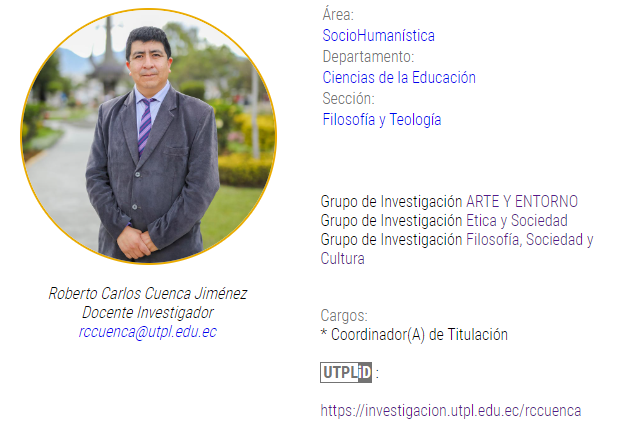 Área:
SocioHumanística
Departamento:
Ciencias de la Educación
Sección:
Filosofía y Teología
Grupo de Investigación ARTE Y ENTORNO
Grupo de Investigación Etica y Sociedad
Grupo de Investigación Filosofía, Sociedad y
Cultura
Roberto Carlos Cuenca Jiménez
Docente Investigador
rccuenca@utpl.edu.ec
Cargos:
* Coordinador(A) de Titulación
UTPLiD :
https://investigacion.utpl.edu.ec/rccuenca